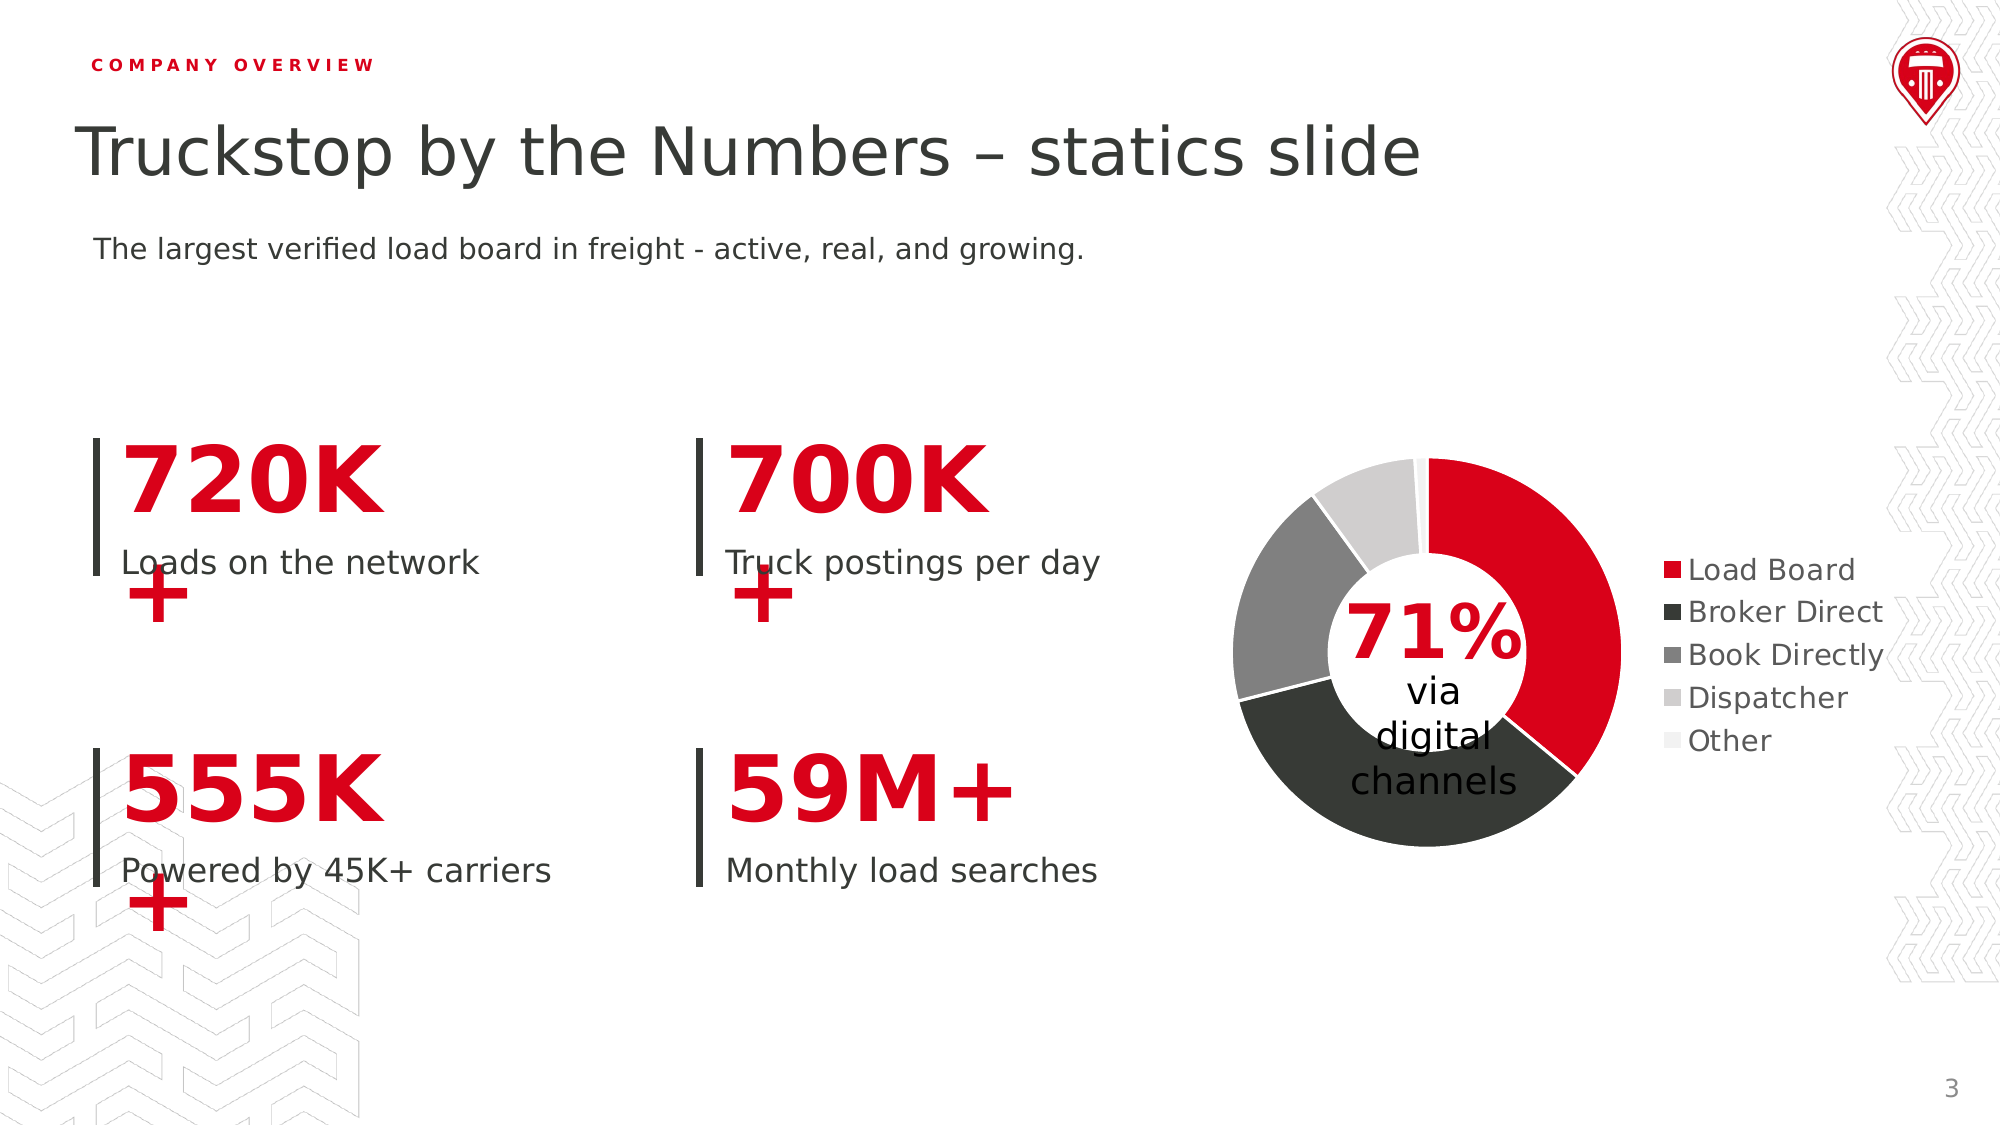 COMPANY OVERVIEW
Truckstop by the Numbers – statics slide
The largest verified load board in freight - active, real, and growing.
720K
+
Loads on the network
700K
+
Truck postings per day
555K
+
Powered by 45K+ carriers
59M+
Monthly load searches
71%
via
digital
channels
Load Board
Broker Direct
Book Directly
Dispatcher
Other
3